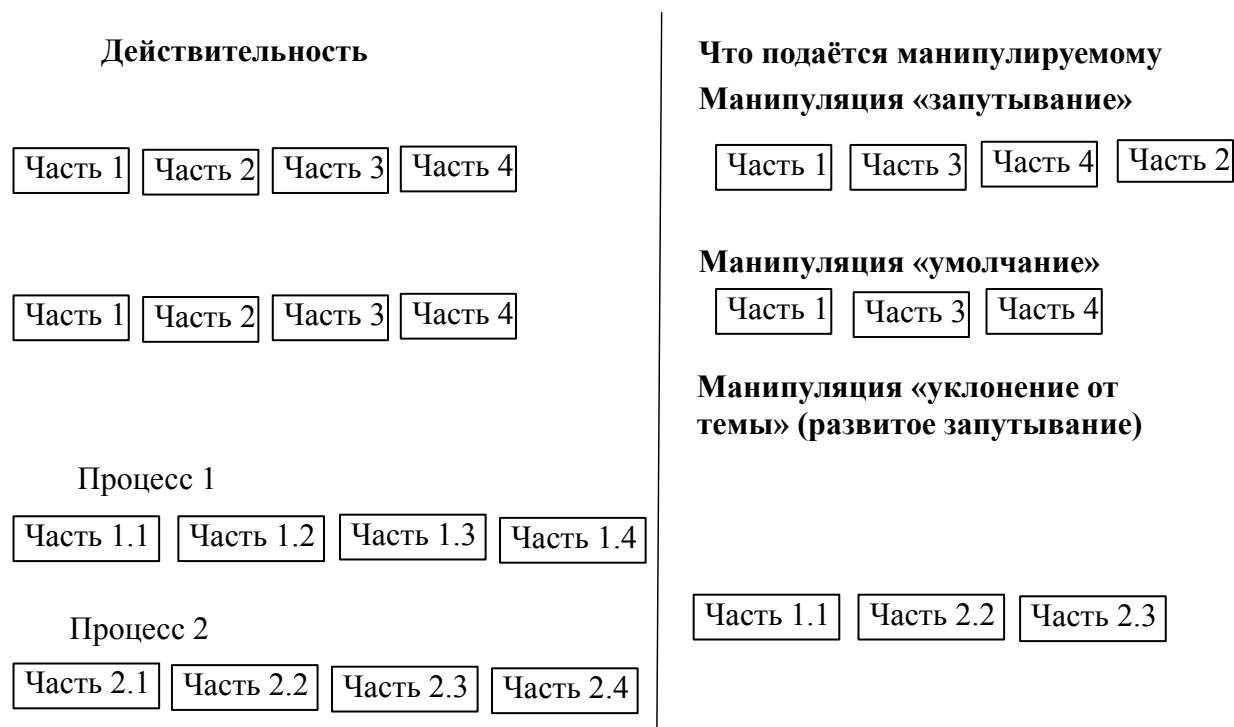 Действительность
Что подаётся манипулируемому
Манипуляция «запутывание»
Часть 1 Часть 2 Часть 3 Часть 4
Часть 1 Часть 3 Часть 4 Часть 2
Манипуляция «умолчание»
Часть 1 Часть 2 Часть 3 Часть 4
Часть 1 Часть 3 Часть 4
Манипуляция «уклонение от
темы» (развитое запутывание)
Процесс 1
Часть 1.1 Часть 1.2 Часть 1.3 Часть 1.4
Процесс 2
Часть 2.1 Часть 2.2 Часть 2.3 Часть 2.4
Часть 1.1 Часть 2.2 Часть 2.3